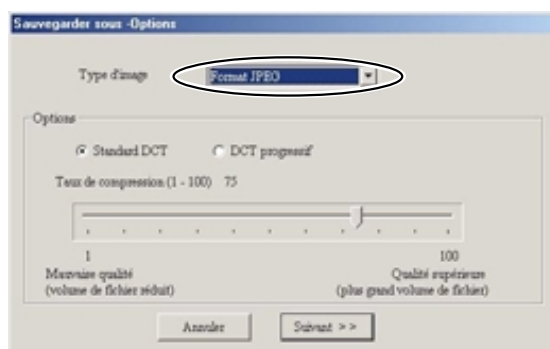 Sauvegarder sous -Options
Type d'image
Format JPEG
Options
Standard DCT
DCT progressif
Taux de compression (1 - 100) 75
1
100
Mauvaise qualité
Qualité supérieure
(volume de fichier réduit)
(plus grand volume de fichier)
Annuler
Suivant >>